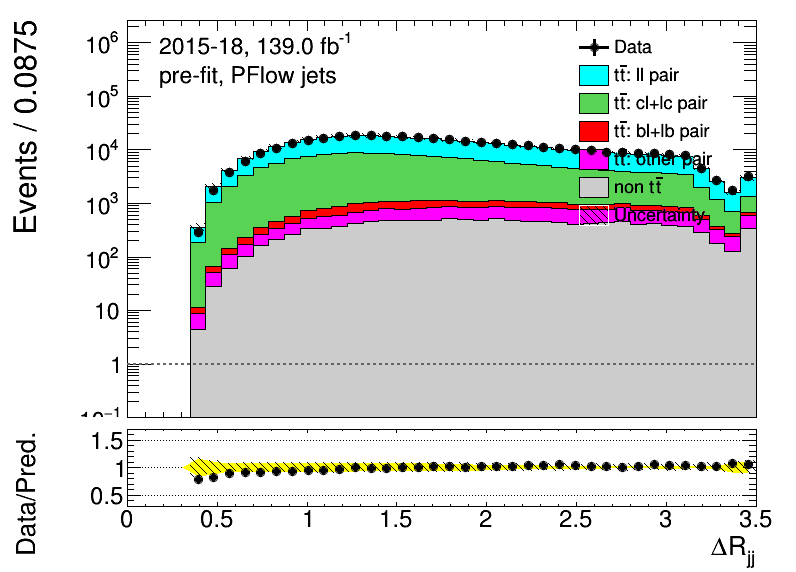 Events / 0.0875
10⁶
10⁵
10⁴
10³
10²
10
1
10⁻¹
2015-18, 139.0 fb⁻¹
pre-fit, PFlow jets
Data
tt̄: ll pair
tt̄: cl+lc pair
tt̄: bl+lb pair
tt̄: other pair
non tt̄
Uncertainty
Data/Pred.
1.5
1
0.5
0 0.5 1 1.5 2 2.5 3 3.5
ΔR_jj